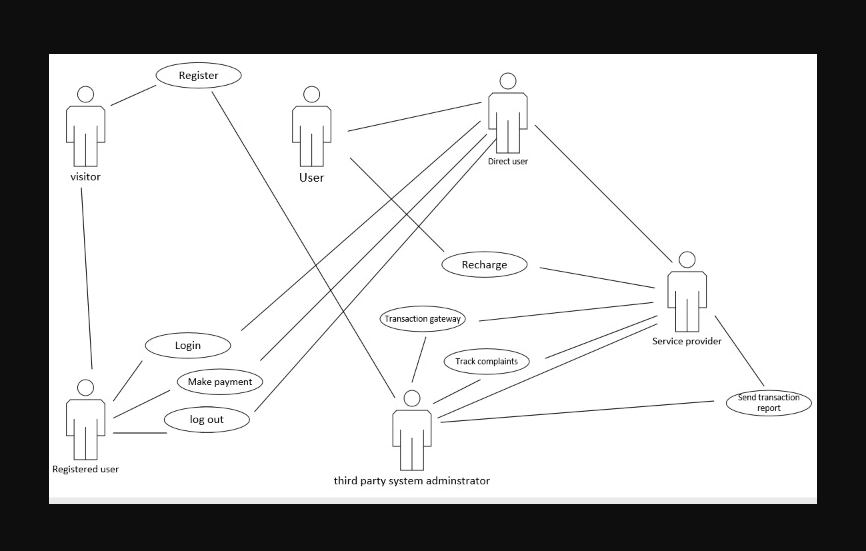 Register
visitor
User
Direct user
Recharge
Transaction gateway
Service provider
Login
Track complaints
Make payment
Send transaction
report
log out
Registered user
third party system adminstrator